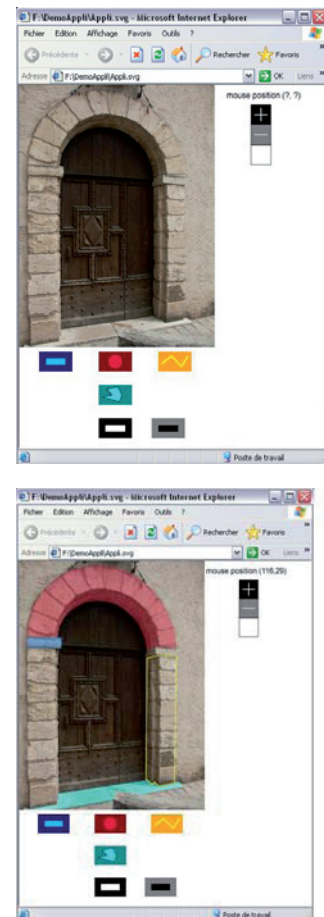 F:\DemoAppli\Appli.svg - Microsoft Internet Explorer
Fichier Edition Affichage Favoris Outils ?
Précédente Rechercher Favoris »
Adresse F:\DemoAppli\Appli.svg OK Liens »
mouse position (?, ?)
Poste de travail
F:\DemoAppli\Appli.svg - Microsoft Internet Explorer
Fichier Edition Affichage Favoris Outils ?
Précédente Rechercher Favoris »
Adresse F:\DemoAppli\Appli.svg OK Liens »
mouse position (116,29)
Poste de travail